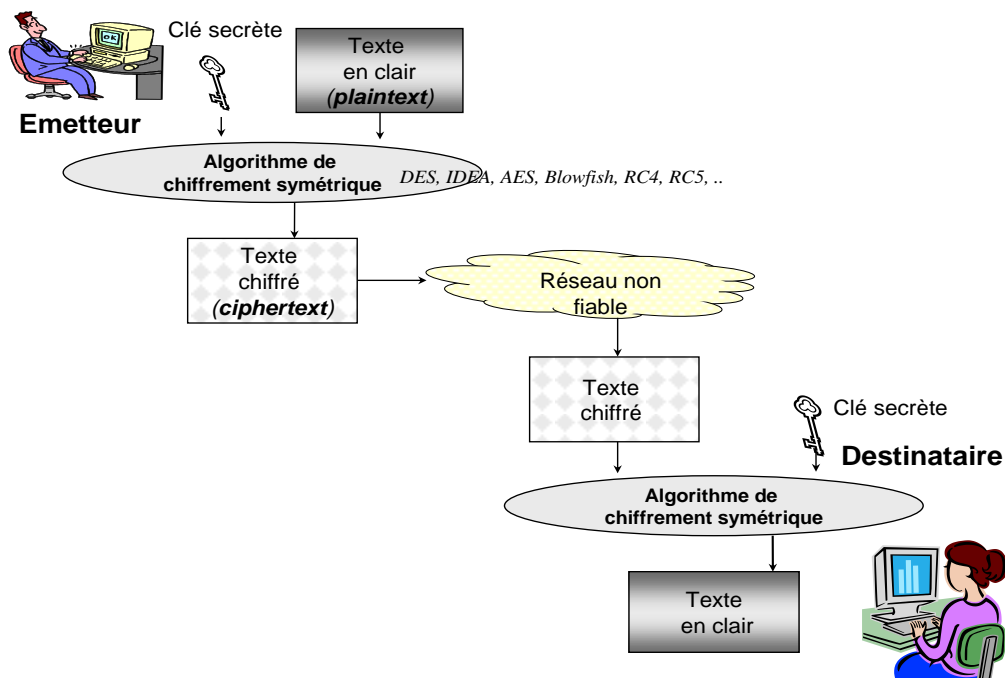 Clé secrète
Texte
en clair
(plaintext)
Emetteur
Algorithme de
chiffrement symétrique
DES, IDEA, AES, Blowfish, RC4, RC5, ..
Texte
chiffré
(ciphertext)
Réseau non
fiable
Texte
chiffré
Clé secrète
Destinataire
Algorithme de
chiffrement symétrique
Texte
en clair